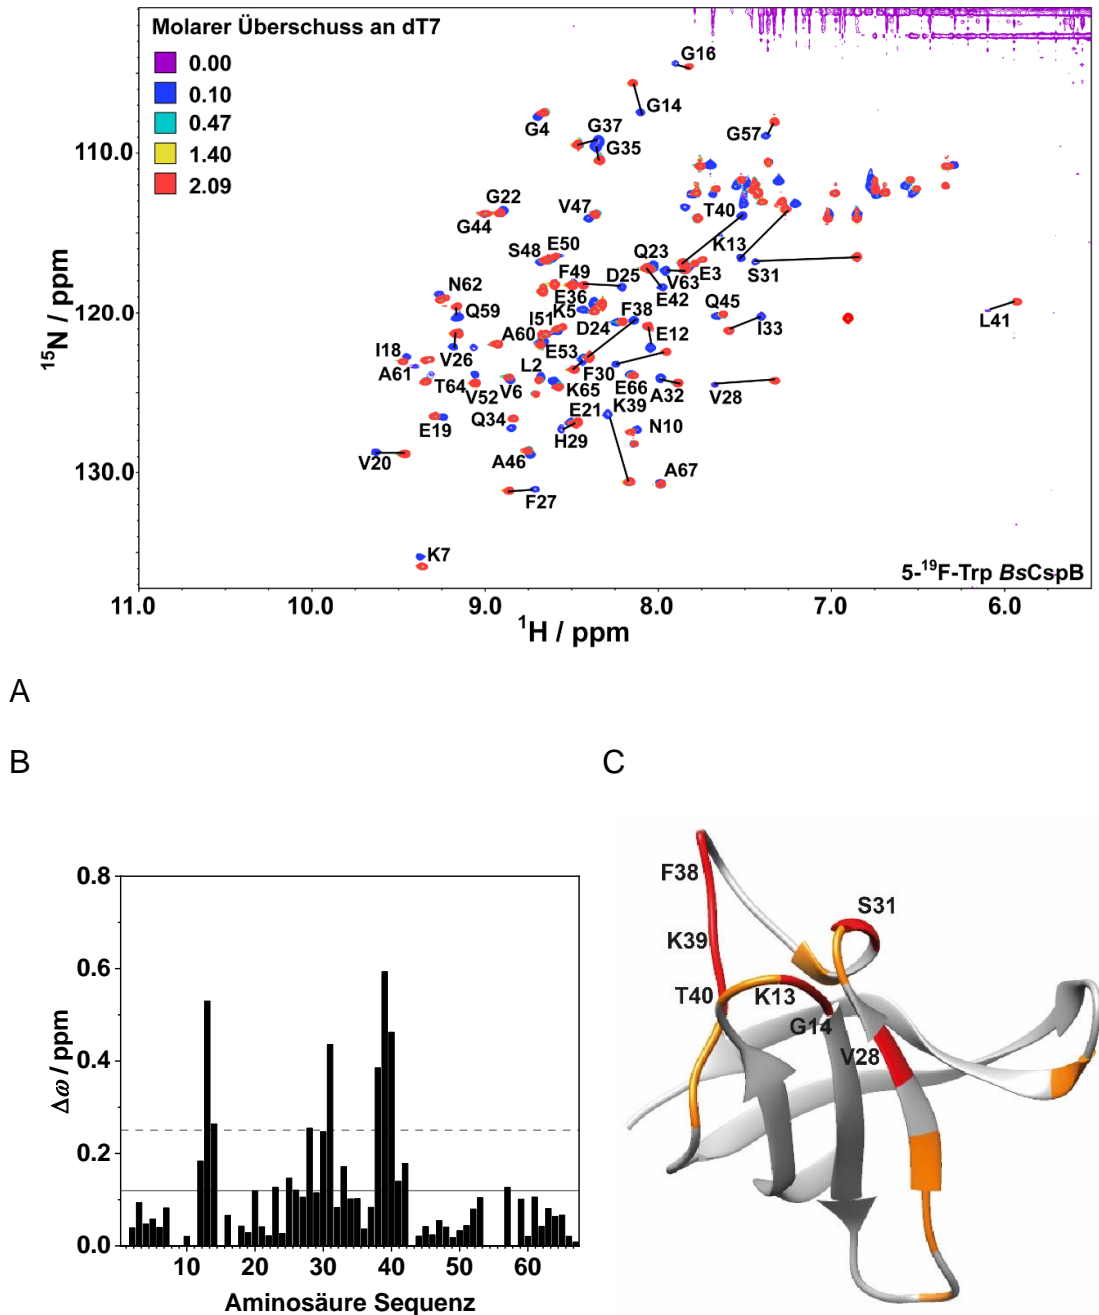 Molarer Überschuss an dT7
0.00
0.10
0.47
1.40
2.09
G16
G14
G4
G37
G35
G57
G22
G44
V47
T40
K13
S31
S48
E50
Q23
F49
D25
V63
E3
N62
Q59
E36
K5
F38
E42
Q45
L41
I51
D24
E12
I33
A60
I18
V26
E53
L2
F30
A61
T64
V52
V6
K65
E66
A32
V28
E19
Q34
E21
K39
H29
N10
V20
A46
A67
F27
K7
5-¹⁹F-Trp BsCspB
110.0
120.0
130.0
¹⁵N / ppm
11.0 10.0 9.0 8.0 7.0 6.0
¹H / ppm
A
B
C
0.8
0.6
0.4
0.2
0.0
Δω / ppm
10 20 30 40 50 60
Aminosäure Sequenz
F38
S31
K39
T40
K13
G14
V28